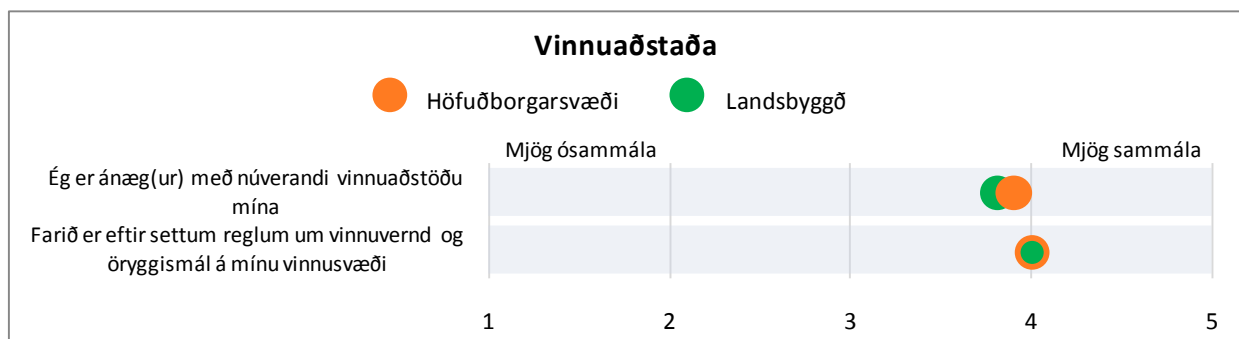 Vinnuaðstaða
Höfuðborgarsvæði
Landsbyggð
Mjög ósammála
Mjög sammála
Ég er ánæg(ur) með núverandi vinnuaðstöðu
mína
Farið er eftir settum reglum um vinnuvernd og
öryggismál á mínu vinnusvæði
1 2 3 4 5